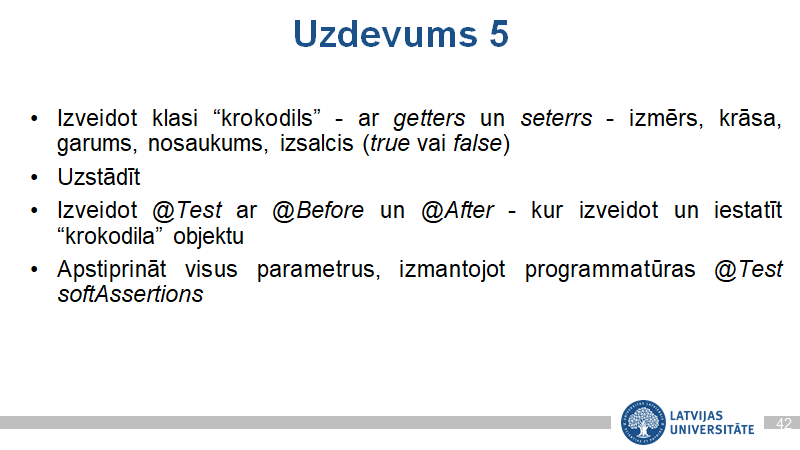 Uzdevums 5
• Izveidot klasi “krokodils” - ar getters un seterrs - izmērs, krāsa,
garums, nosaukums, izsalcis (true vai false)
• Uzstādīt
• Izveidot @Test ar @Before un @After - kur izveidot un iestatīt
“krokodila” objektu
• Apstiprināt visus parametrus, izmantojot programmatūras @Test
softAssertions
LATVIJAS
UNIVERSITĀTE
42